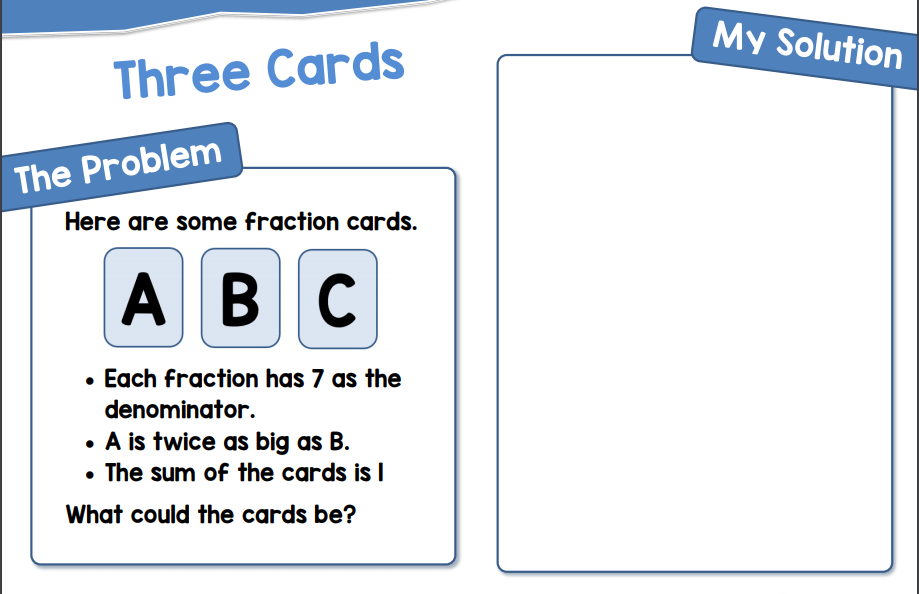 Three Cards
My Solution
The Problem
Here are some fraction cards.
A B C
• Each fraction has 7 as the
denominator.
• A is twice as big as B.
• The sum of the cards is 1
What could the cards be?